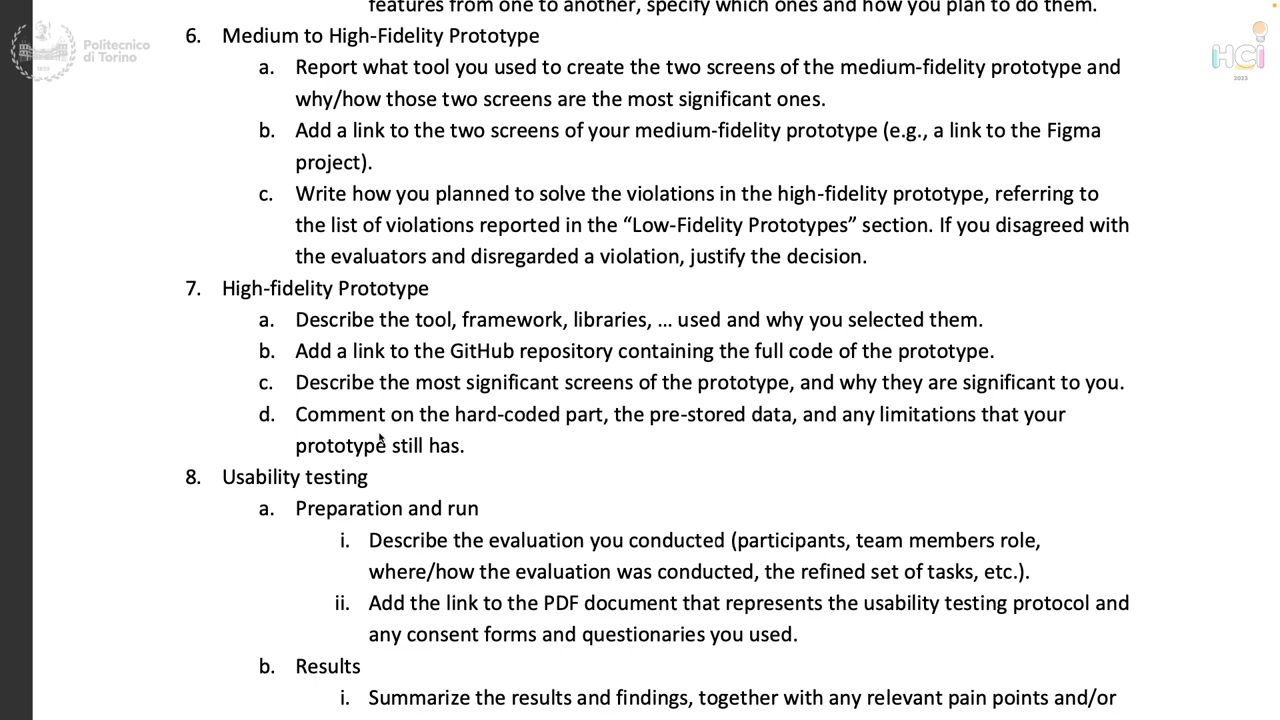 features from one to another, specify which ones and how you plan to do them.
Politecnico
di Torino
1859
HCI
2023
6. Medium to High-Fidelity Prototype
a. Report what tool you used to create the two screens of the medium-fidelity prototype and
why/how those two screens are the most significant ones.
b. Add a link to the two screens of your medium-fidelity prototype (e.g., a link to the Figma
project).
c. Write how you planned to solve the violations in the high-fidelity prototype, referring to
the list of violations reported in the “Low-Fidelity Prototypes” section. If you disagreed with
the evaluators and disregarded a violation, justify the decision.
7. High-fidelity Prototype
a. Describe the tool, framework, libraries, … used and why you selected them.
b. Add a link to the GitHub repository containing the full code of the prototype.
c. Describe the most significant screens of the prototype, and why they are significant to you.
d. Comment on the hard-coded part, the pre-stored data, and any limitations that your
prototype still has.
8. Usability testing
a. Preparation and run
i. Describe the evaluation you conducted (participants, team members role,
where/how the evaluation was conducted, the refined set of tasks, etc.).
ii. Add the link to the PDF document that represents the usability testing protocol and
any consent forms and questionaries you used.
b. Results
i. Summarize the results and findings, together with any relevant pain points and/or